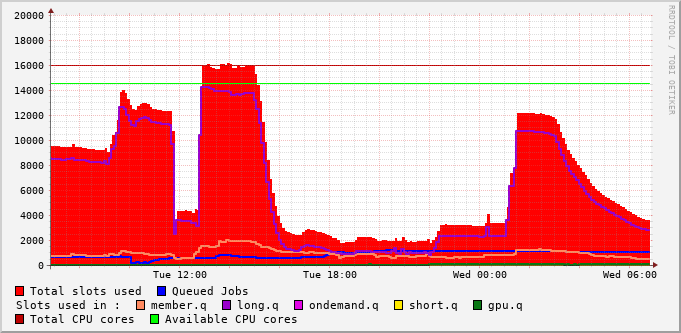 20000
18000
16000
14000
12000
10000
8000
6000
4000
2000
0
Tue 12:00 Tue 18:00 Wed 00:00 Wed 06:00
RRDTOOL / TOBI OETIKER
Total slots used Queued Jobs
Slots used in : member.q long.q ondemand.q short.q gpu.q
Total CPU cores Available CPU cores